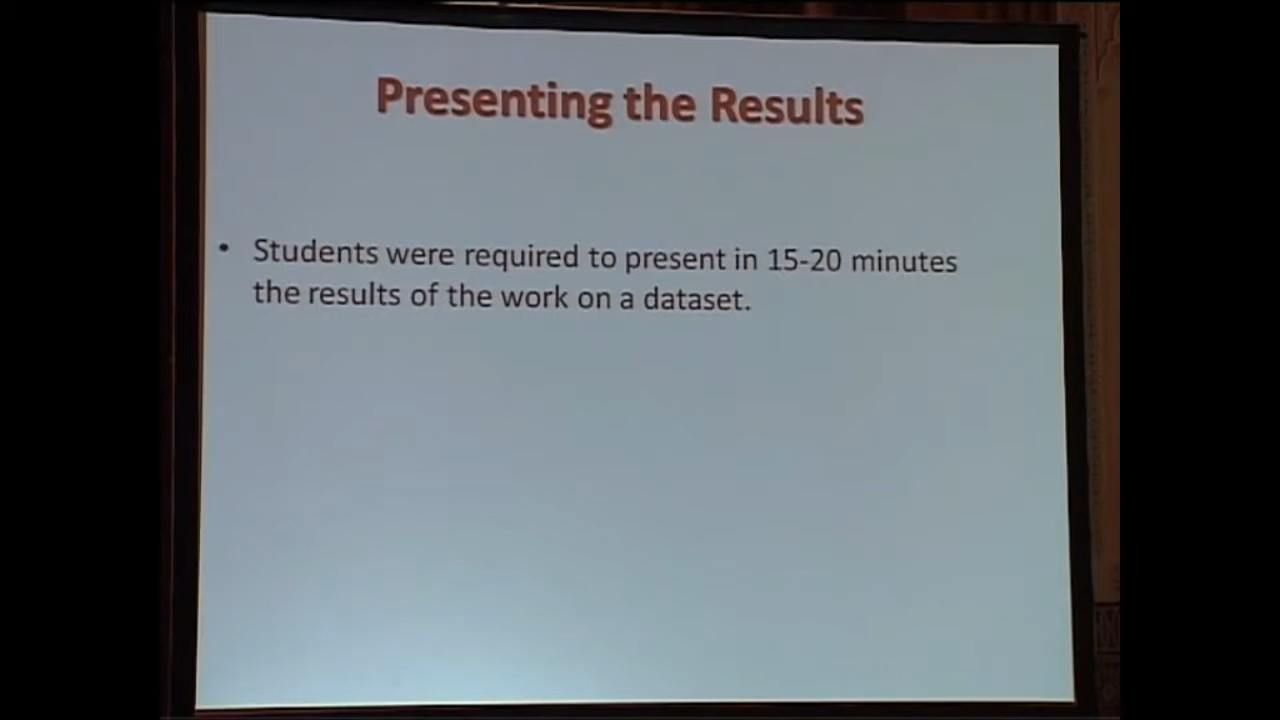 Presenting the Results
• Students were required to present in 15-20 minutes
the results of the work on a dataset.